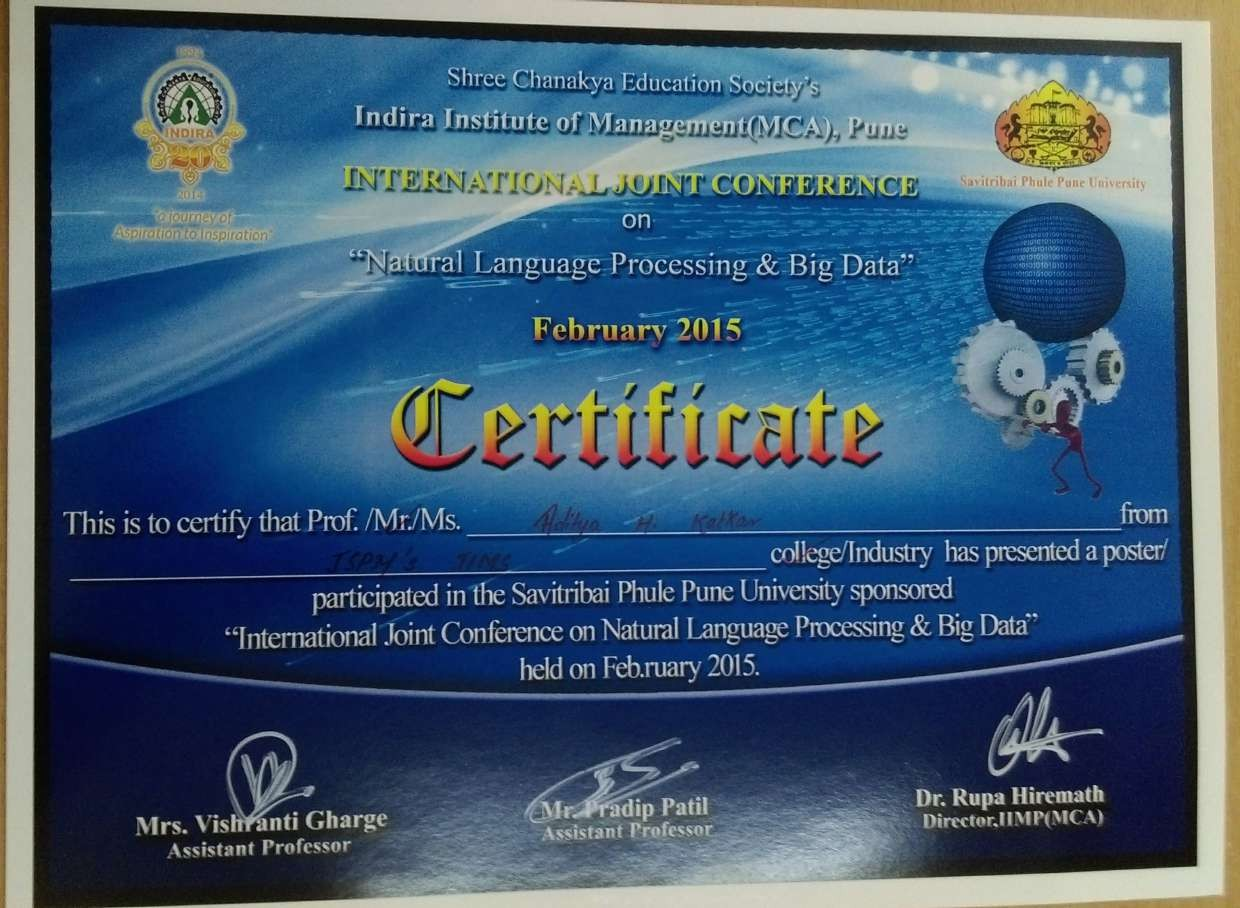 1994
INDIRA
20
2014
"a journey of
Aspiration to Inspiration"
Shree Chanakya Education Society's
Indira Institute of Management(MCA), Pune
INTERNATIONAL JOINT CONFERENCE
on
"Natural Language Processing & Big Data"
February 2015
Savitribai Phule Pune University
Certificate
This is to certify that Prof. /Mr./Ms. Aditya H. Katkar from
JSPM's college/Industry has presented a poster/
participated in the Savitribai Phule Pune University sponsored
"International Joint Conference on Natural Language Processing & Big Data"
held on Feb.ruary 2015.
Mrs. Vishranti Gharge
Assistant Professor
Mr. Pradip Patil
Assistant Professor
Dr. Rupa Hiremath
Director,IIMP(MCA)